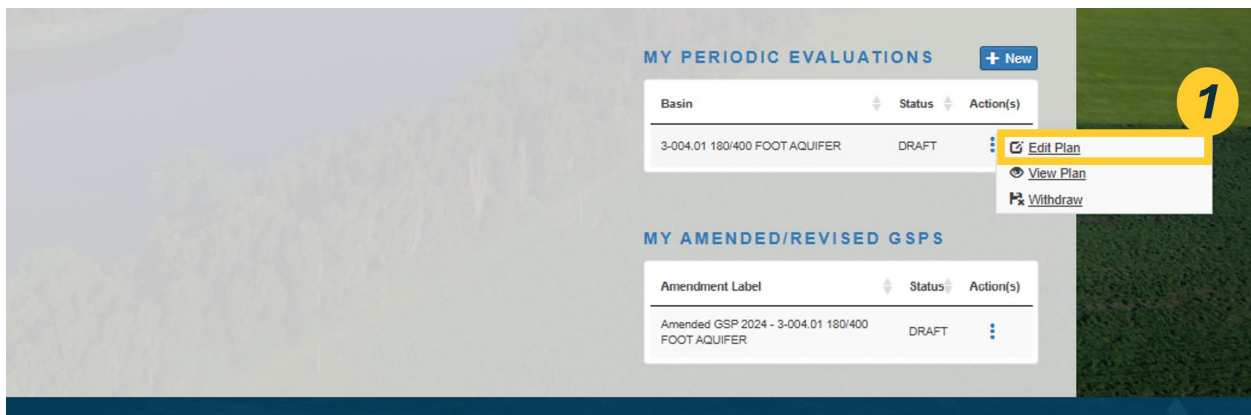 MY PERIODIC EVALUATIONS
+ New
1
Basin Status Action(s)
3-004.01 180/400 FOOT AQUIFER DRAFT
Edit Plan
View Plan
Withdraw
MY AMENDED/REVISED GSPS
Amendment Label Status Action(s)
Amended GSP 2024 - 3-004.01 180/400
FOOT AQUIFER
DRAFT